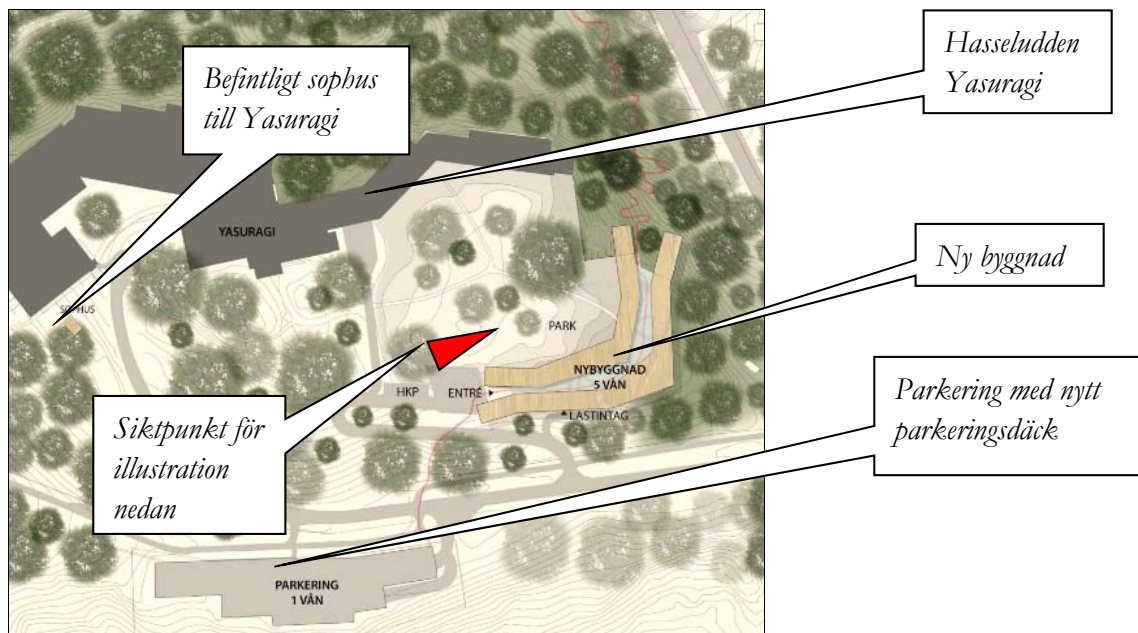 Befintligt sophus
till Yasuragi
Hasseludden
Yasuragi
YASURAGI
Ny byggnad
SOPHUS
PARK
NYBYGGNAD
5 VÅN
HKP
ENTRÉ
LASTINTAG
Siktpunkt för
illustration
nedan
Parkering med nytt
parkeringsdäck
PARKERING
1 VÅN